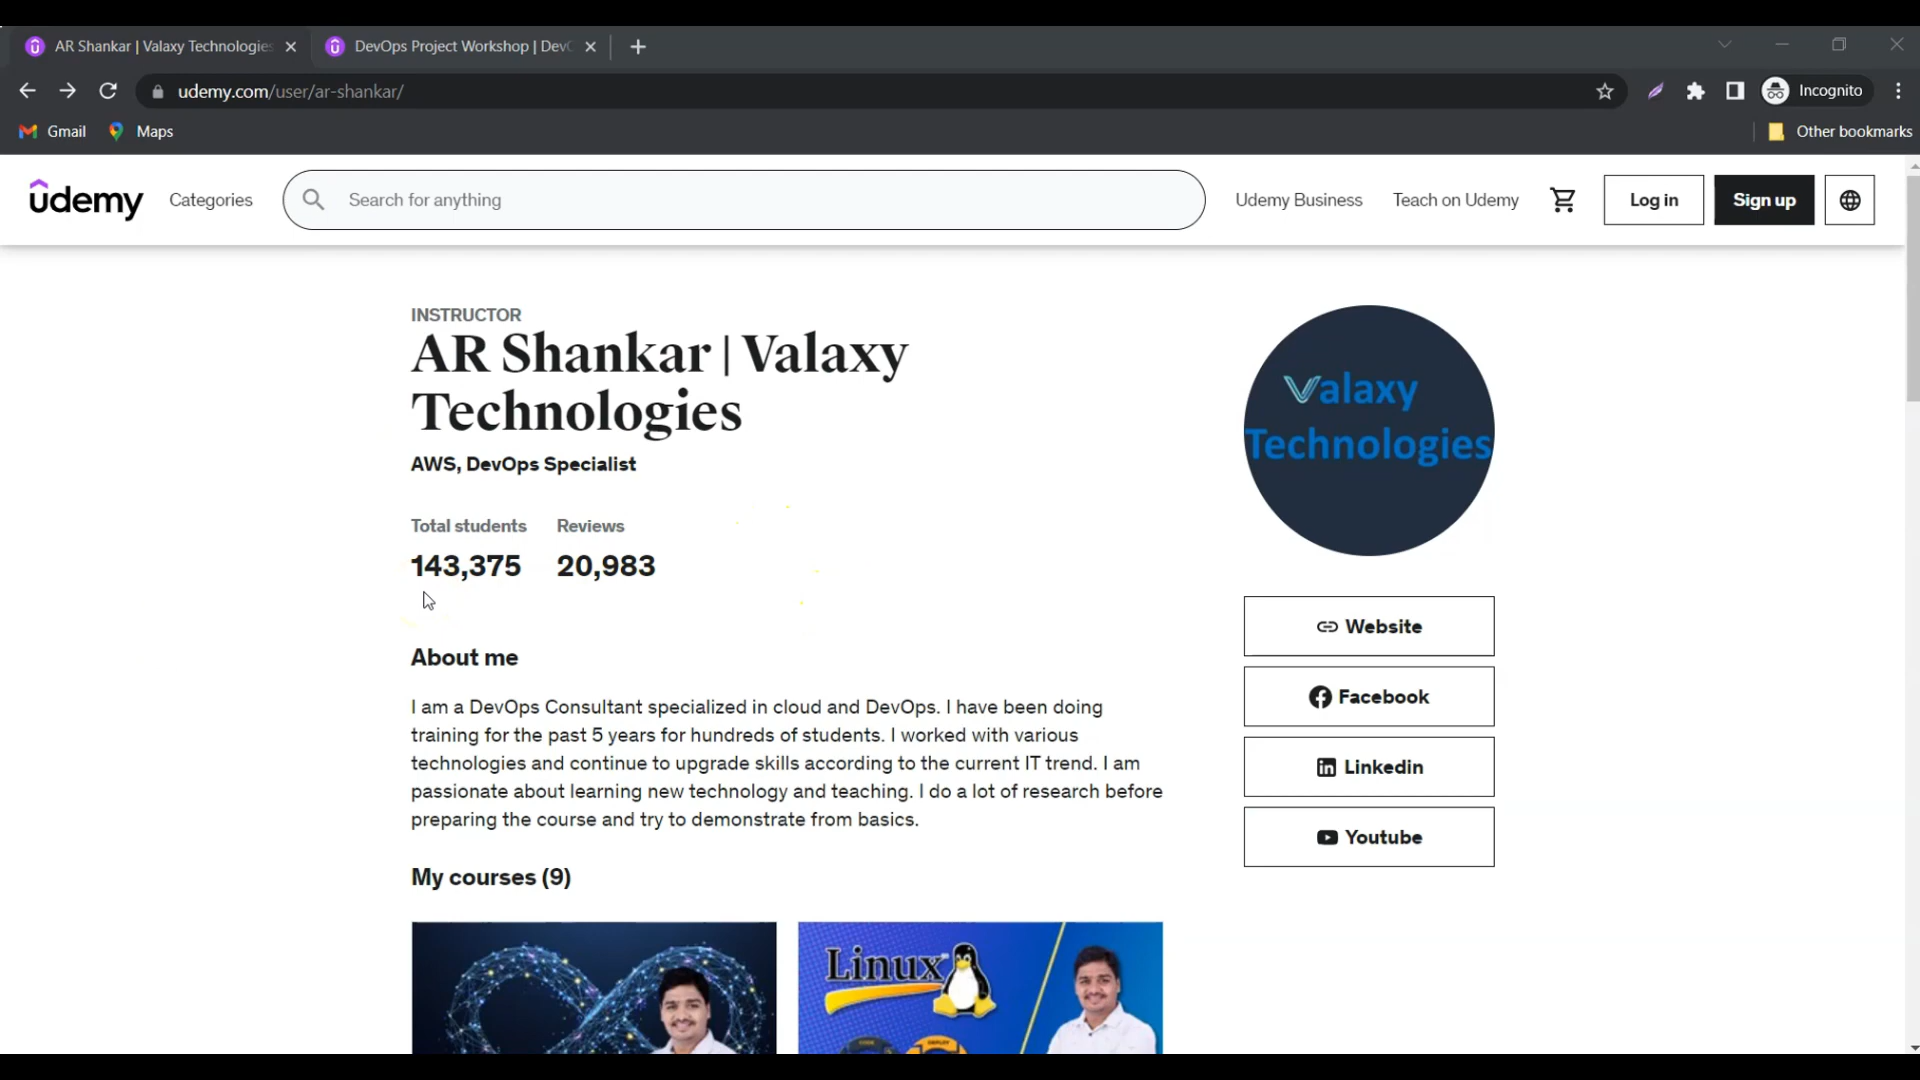 AR Shankar | Valaxy Technologies
DevOps Project Workshop | Dev
udemy.com/user/ar-shankar/
Incognito
Gmail
Maps
Other bookmarks
udemy
Categories
Search for anything
Udemy Business
Teach on Udemy
Log in
Sign up
INSTRUCTOR
AR Shankar | Valaxy
Technologies
AWS, DevOps Specialist
Total students
Reviews
143,375
20,983
Valaxy
Technologies
Website
Facebook
Linkedin
Youtube
About me
I am a DevOps Consultant specialized in cloud and DevOps. I have been doing
training for the past 5 years for hundreds of students. I worked with various
technologies and continue to upgrade skills according to the current IT trend. I am
passionate about learning new technology and teaching. I do a lot of research before
preparing the course and try to demonstrate from basics.
My courses (9)
Linux
CODE
DEPLOY